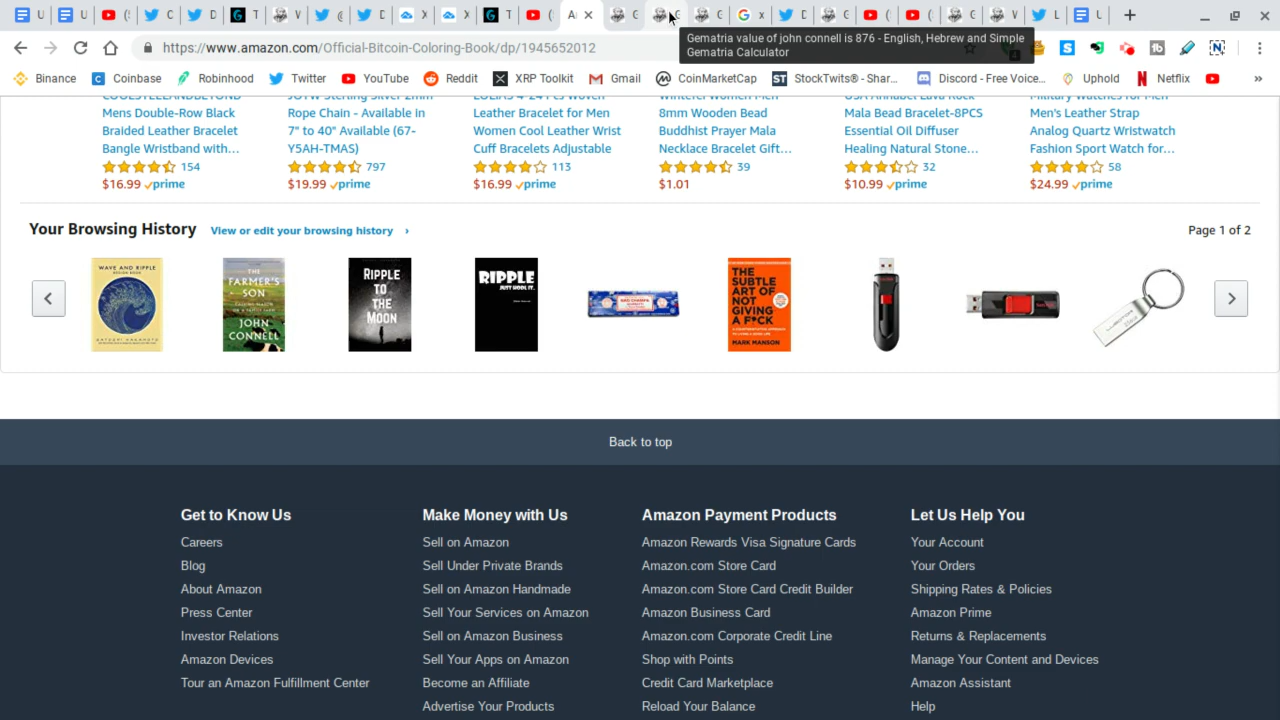 U
U
(
C
D
T
W
@
D
X
X
T
(
A
G
G
G
x
D
G
(
(
G
W
L
U
https://www.amazon.com/Official-Bitcoin-Coloring-Book/dp/1945652012
Gematria value of john connell is 876 - English, Hebrew and Simple
Gematria Calculator
Binance
Coinbase
Robinhood
Twitter
YouTube
Reddit
XRP Toolkit
Gmail
CoinMarketCap
StockTwits® - Shar...
Discord - Free Voice...
Uphold
Netflix
»
COOLSTEELANDBEYOND
Mens Double-Row Black
Braided Leather Bracelet
Bangle Wristband with…
154
$16.99 prime
Rope Chain - Available in
7" to 40" Available (67-
Y5AH-TMAS)
797
$19.99 prime
Leather Bracelet for Men
Women Cool Leather Wrist
Cuff Bracelets Adjustable
113
$16.99 prime
8mm Wooden Bead
Buddhist Prayer Mala
Necklace Bracelet Gift…
39
$1.01
Mala Bead Bracelet-8PCS
Essential Oil Diffuser
Healing Natural Stone…
32
$10.99 prime
Military Watches for Men
Men's Leather Strap
Analog Quartz Wristwatch
Fashion Sport Watch for…
58
$24.99 prime
Your Browsing History
View or edit your browsing history ›
Page 1 of 2
WAVE AND RIPPLE
DESIGN BOOK
THE
FARMER'S
SON
JOHN
CONNELL
RIPPLE
TO
THE
MOON
RIPPLE
JUST HODL IT.
THE
SUBTLE
ART OF
NOT
GIVING
A F*CK
MARK MANSON
Back to top
Get to Know Us
Careers
Blog
About Amazon
Press Center
Investor Relations
Amazon Devices
Tour an Amazon Fulfillment Center
Make Money with Us
Sell on Amazon
Sell Under Private Brands
Sell on Amazon Handmade
Sell Your Services on Amazon
Sell on Amazon Business
Sell Your Apps on Amazon
Become an Affiliate
Advertise Your Products
Amazon Payment Products
Amazon Rewards Visa Signature Cards
Amazon.com Store Card
Amazon.com Store Card Credit Builder
Amazon Business Card
Amazon.com Corporate Credit Line
Shop with Points
Credit Card Marketplace
Reload Your Balance
Let Us Help You
Your Account
Your Orders
Shipping Rates & Policies
Amazon Prime
Returns & Replacements
Manage Your Content and Devices
Amazon Assistant
Help